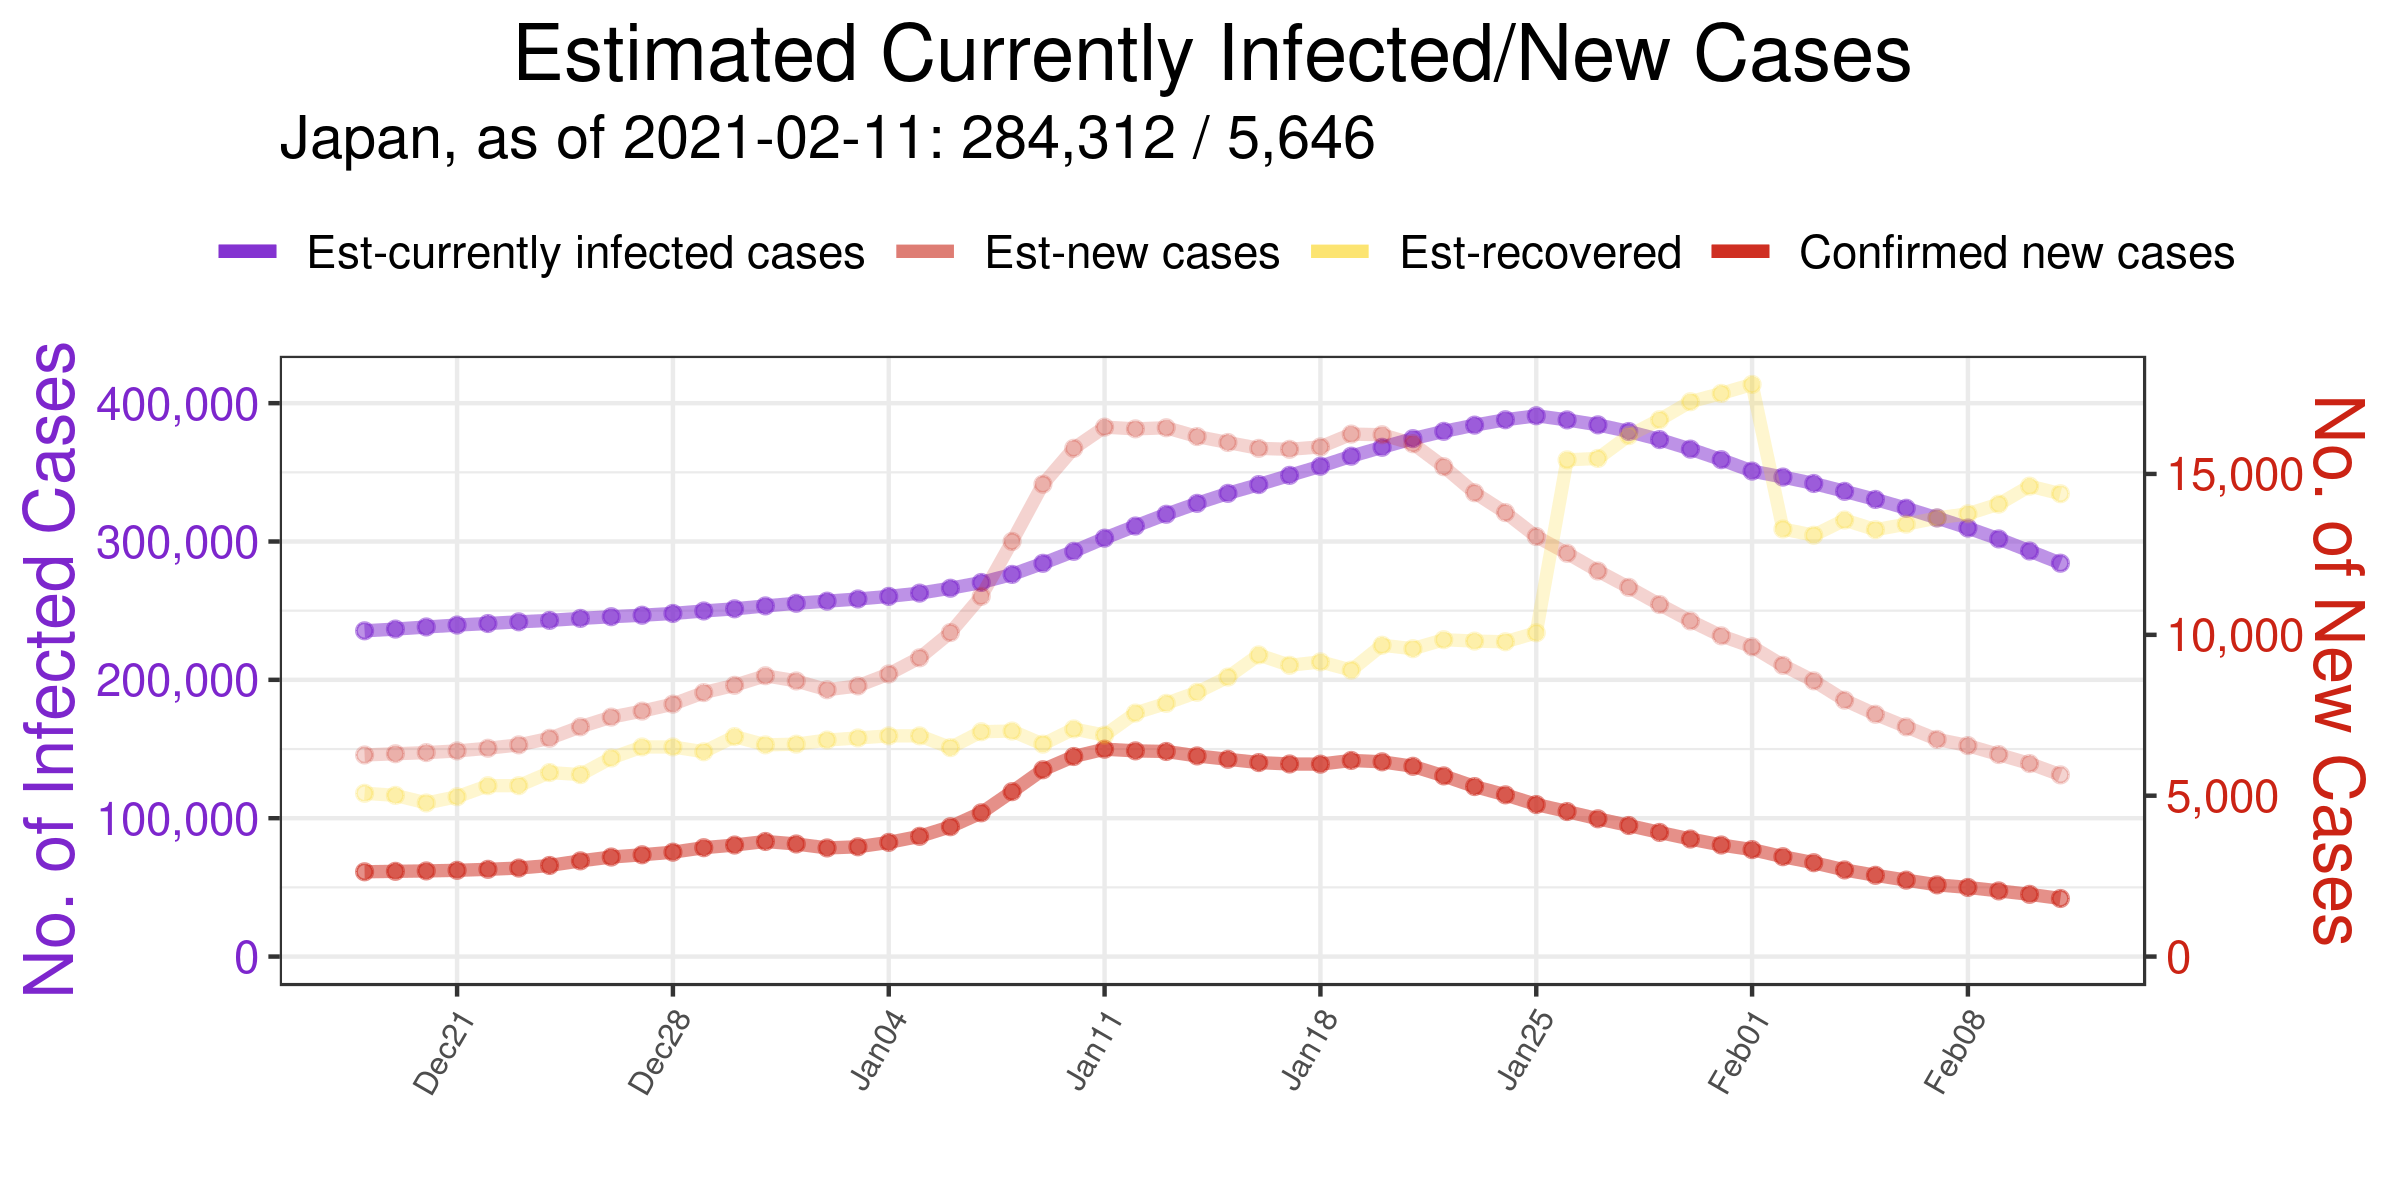 Estimated Currently Infected/New Cases
Japan, as of 2021-02-11: 284,312 / 5,646
Est-currently infected cases
Est-new cases
Est-recovered
Confirmed new cases
No. of Infected Cases
400,000
300,000
200,000
100,000
0
15,000
10,000
5,000
0
No. of New Cases
Dec21
Dec28
Jan04
Jan11
Jan18
Jan25
Feb01
Feb08